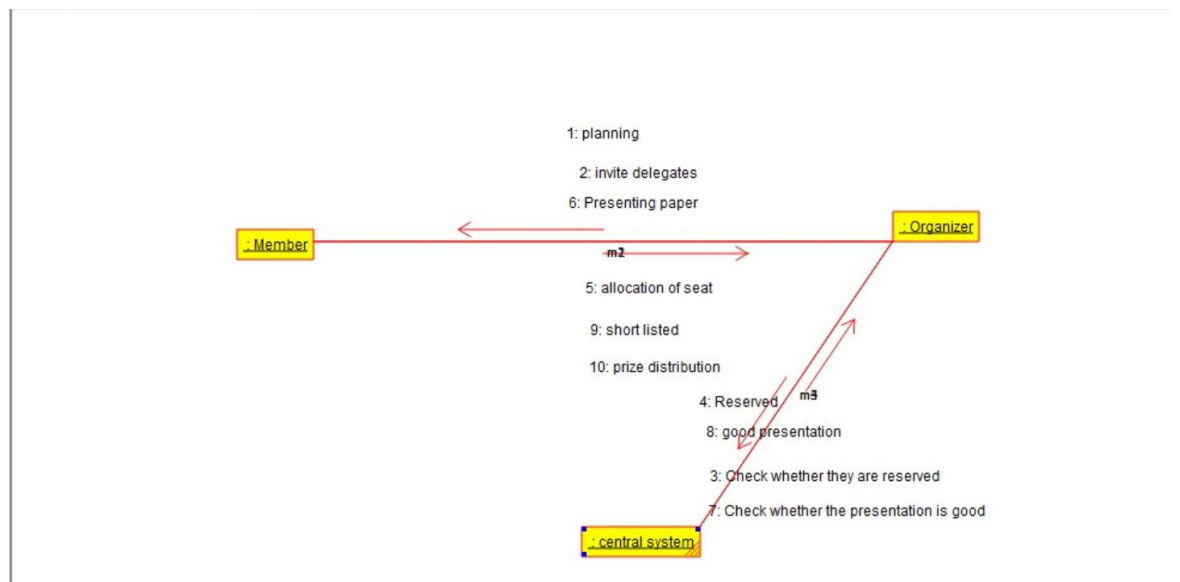 1: planning
2: invite delegates
6: Presenting paper
: Organizer
: Member
5: allocation of seat
9: short listed
10: prize distribution
4: Reserved
8: good presentation
3: Check whether they are reserved
7: Check whether the presentation is good
: central system